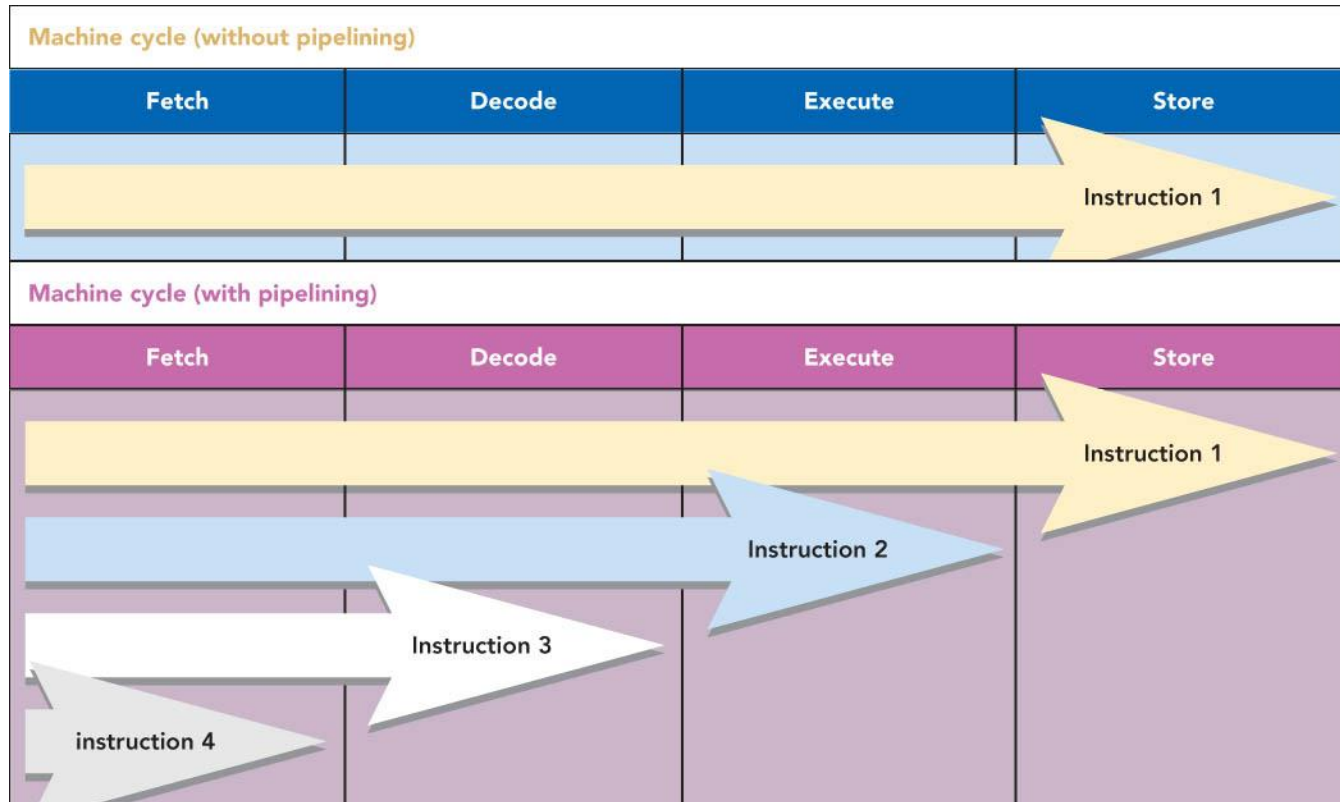 Machine cycle (without pipelining)
Fetch Decode Execute Store
Instruction 1
Machine cycle (with pipelining)
Fetch Decode Execute Store
Instruction 1
Instruction 2
Instruction 3
instruction 4